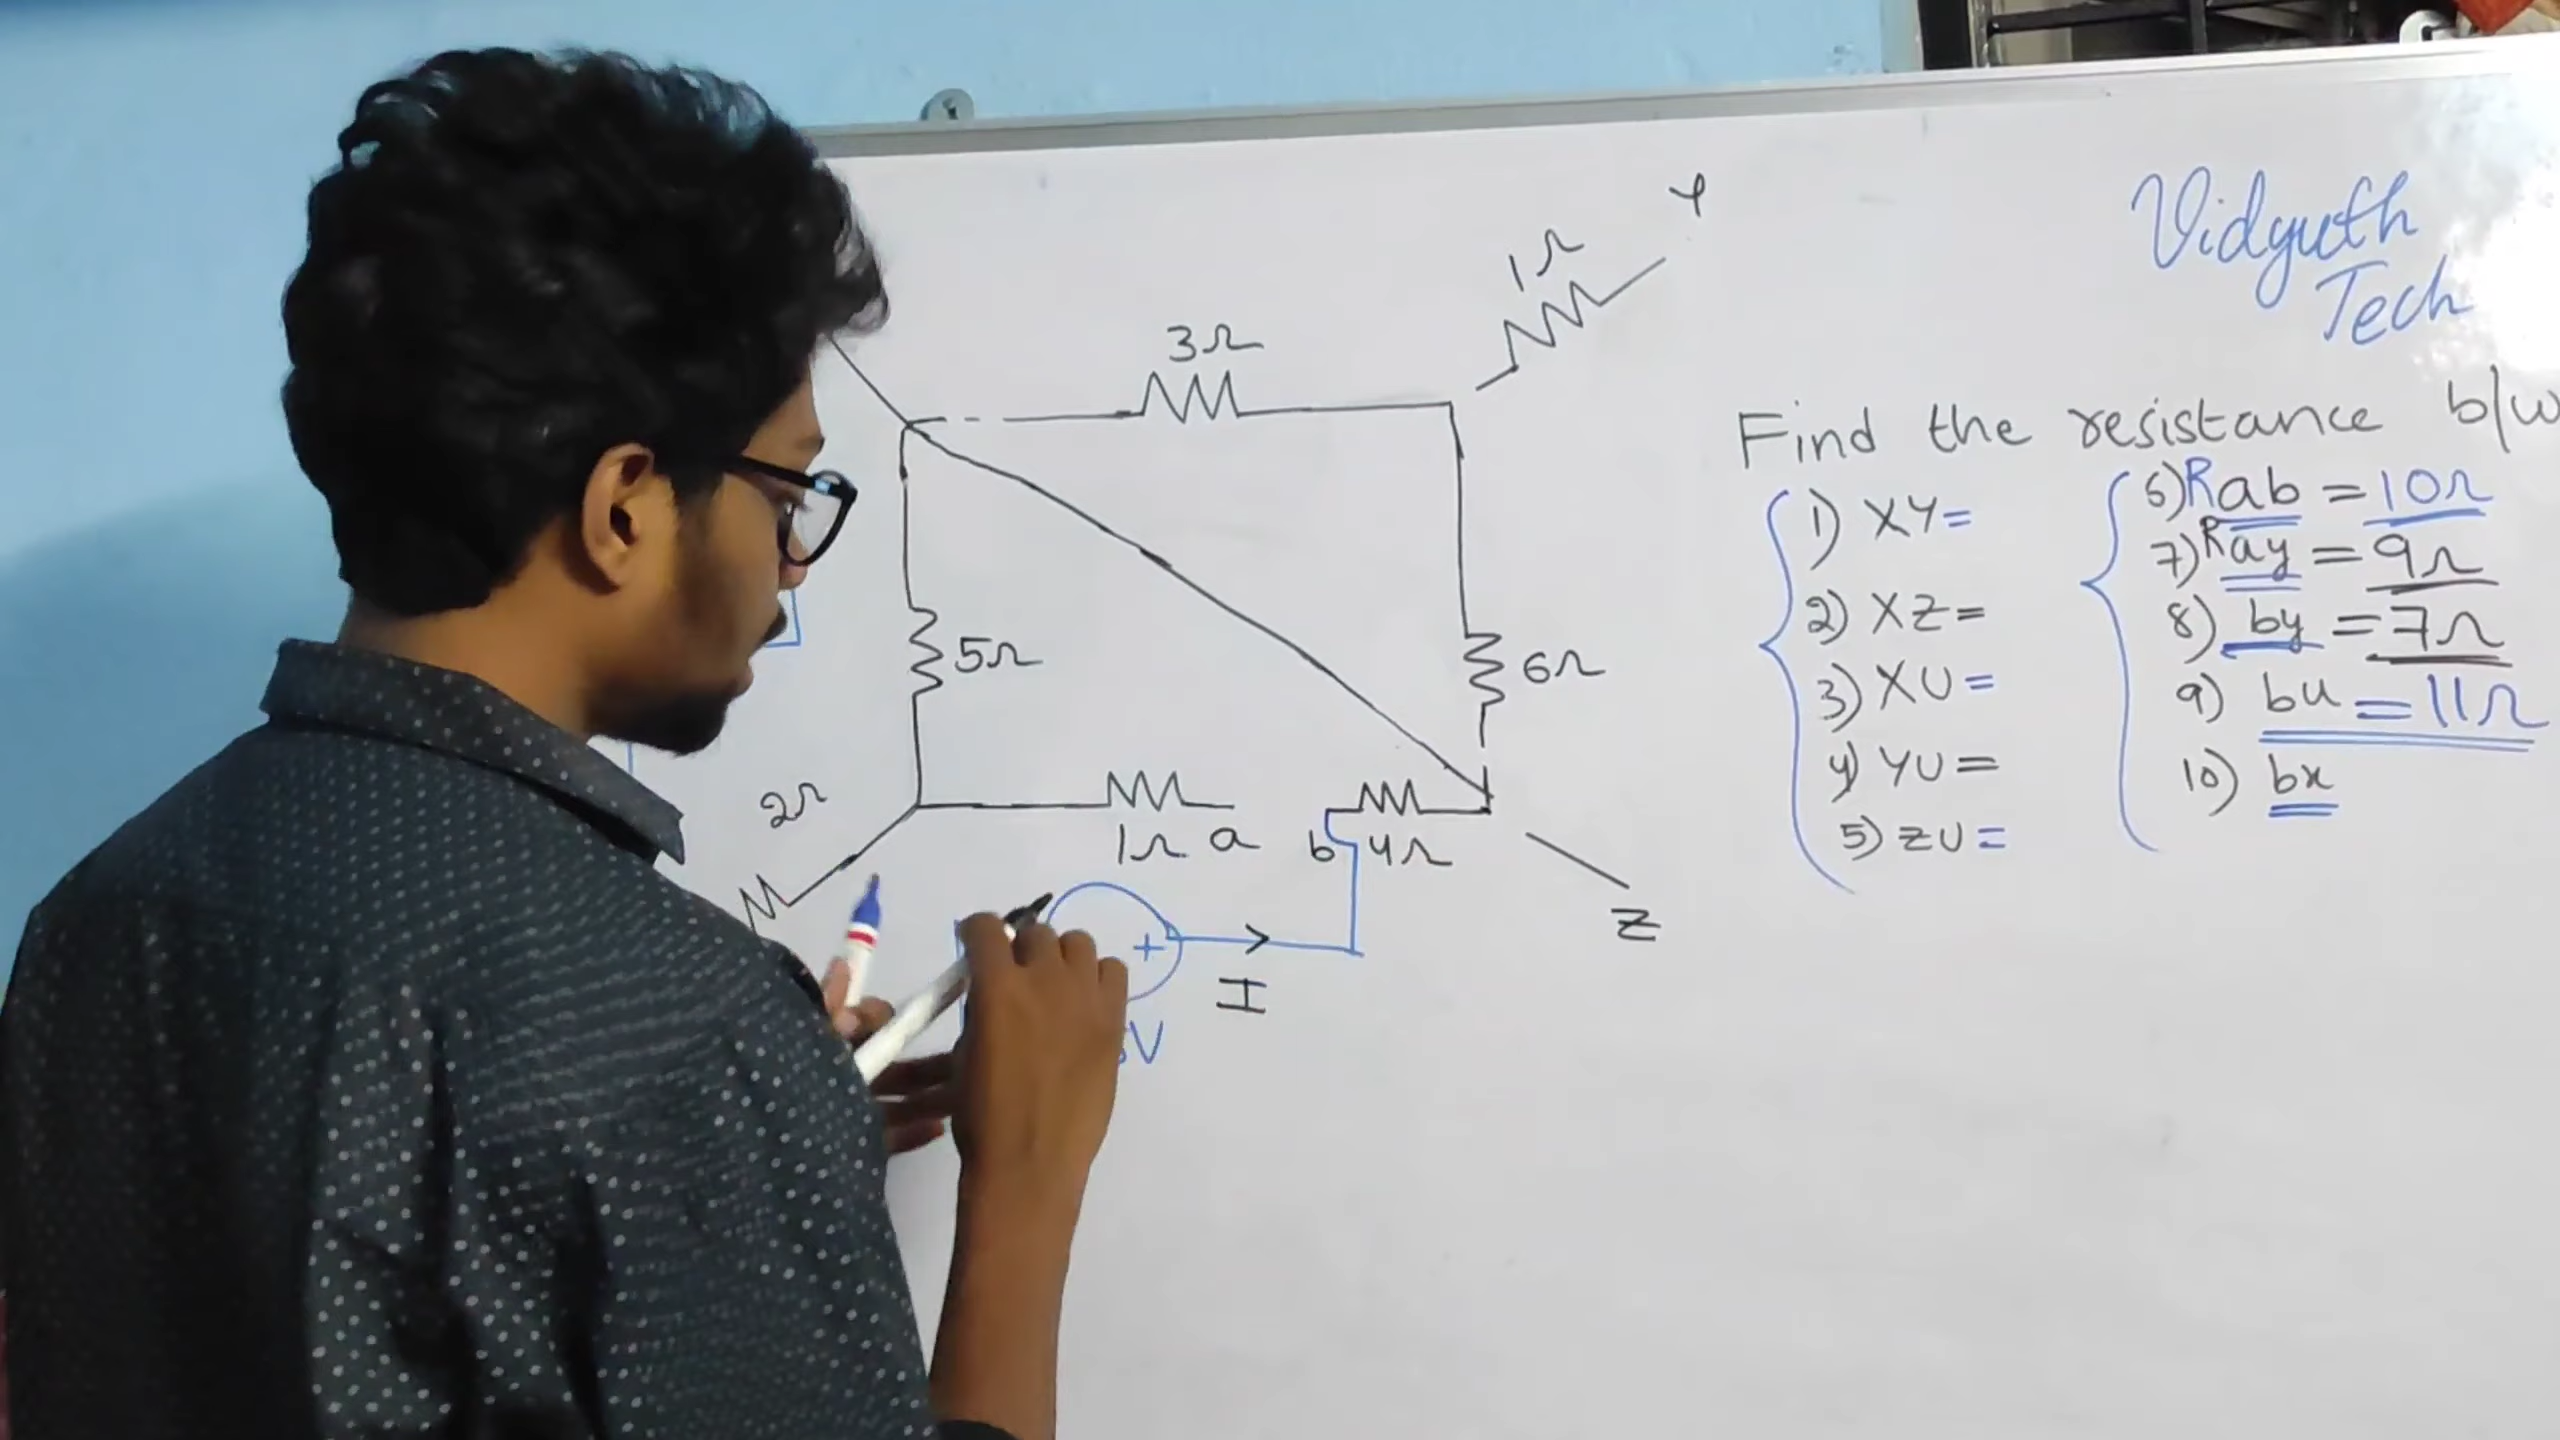 Vidyuth
Tech
Y
1Ω
3Ω
5Ω
6Ω
2Ω
1Ω a
b 4Ω
+
I
V
Z
Find the resistance b/w
1) XY=
2) XZ=
3) XU=
4) YU=
5) ZU=
6) Rab = 10Ω
7) Ray = 9Ω
8) by = 7Ω
9) bu = 11Ω
10) bx